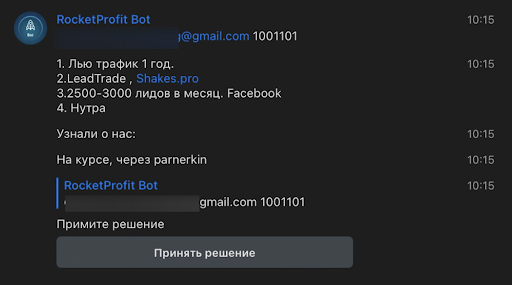 RocketProfit Bot 10:15
g@gmail.com 1001101
1. Лью трафик 1 год. 10:15
2.LeadTrade , Shakes.pro
3.2500-3000 лидов в месяц. Facebook
4. Нутра
Узнали о нас: 10:15
На курсе, через parnerkin 10:15
RocketProfit Bot 10:15
gmail.com 1001101
Примите решение
Принять решение